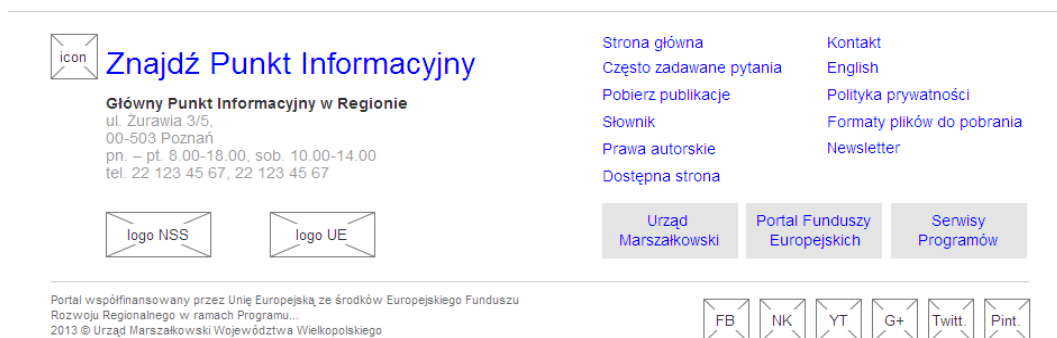 icon
Znajdź Punkt Informacyjny
Główny Punkt Informacyjny w Regionie
ul. Żurawia 3/5,
00-503 Poznań
pn. – pt. 8.00-18.00, sob. 10.00-14.00
tel. 22 123 45 67, 22 123 45 67
logo NSS
logo UE
Strona główna
Często zadawane pytania
Pobierz publikacje
Słownik
Prawa autorskie
Dostępna strona
Kontakt
English
Polityka prywatności
Formaty plików do pobrania
Newsletter
Urząd
Marszałkowski
Portal Funduszy
Europejskich
Serwisy
Programów
Portal współfinansowany przez Unię Europejską ze środków Europejskiego Funduszu
Rozwoju Regionalnego w ramach Programu...
2013 © Urząd Marszałkowski Województwa Wielkopolskiego
FB
NK
YT
G+
Twitt.
Pint.